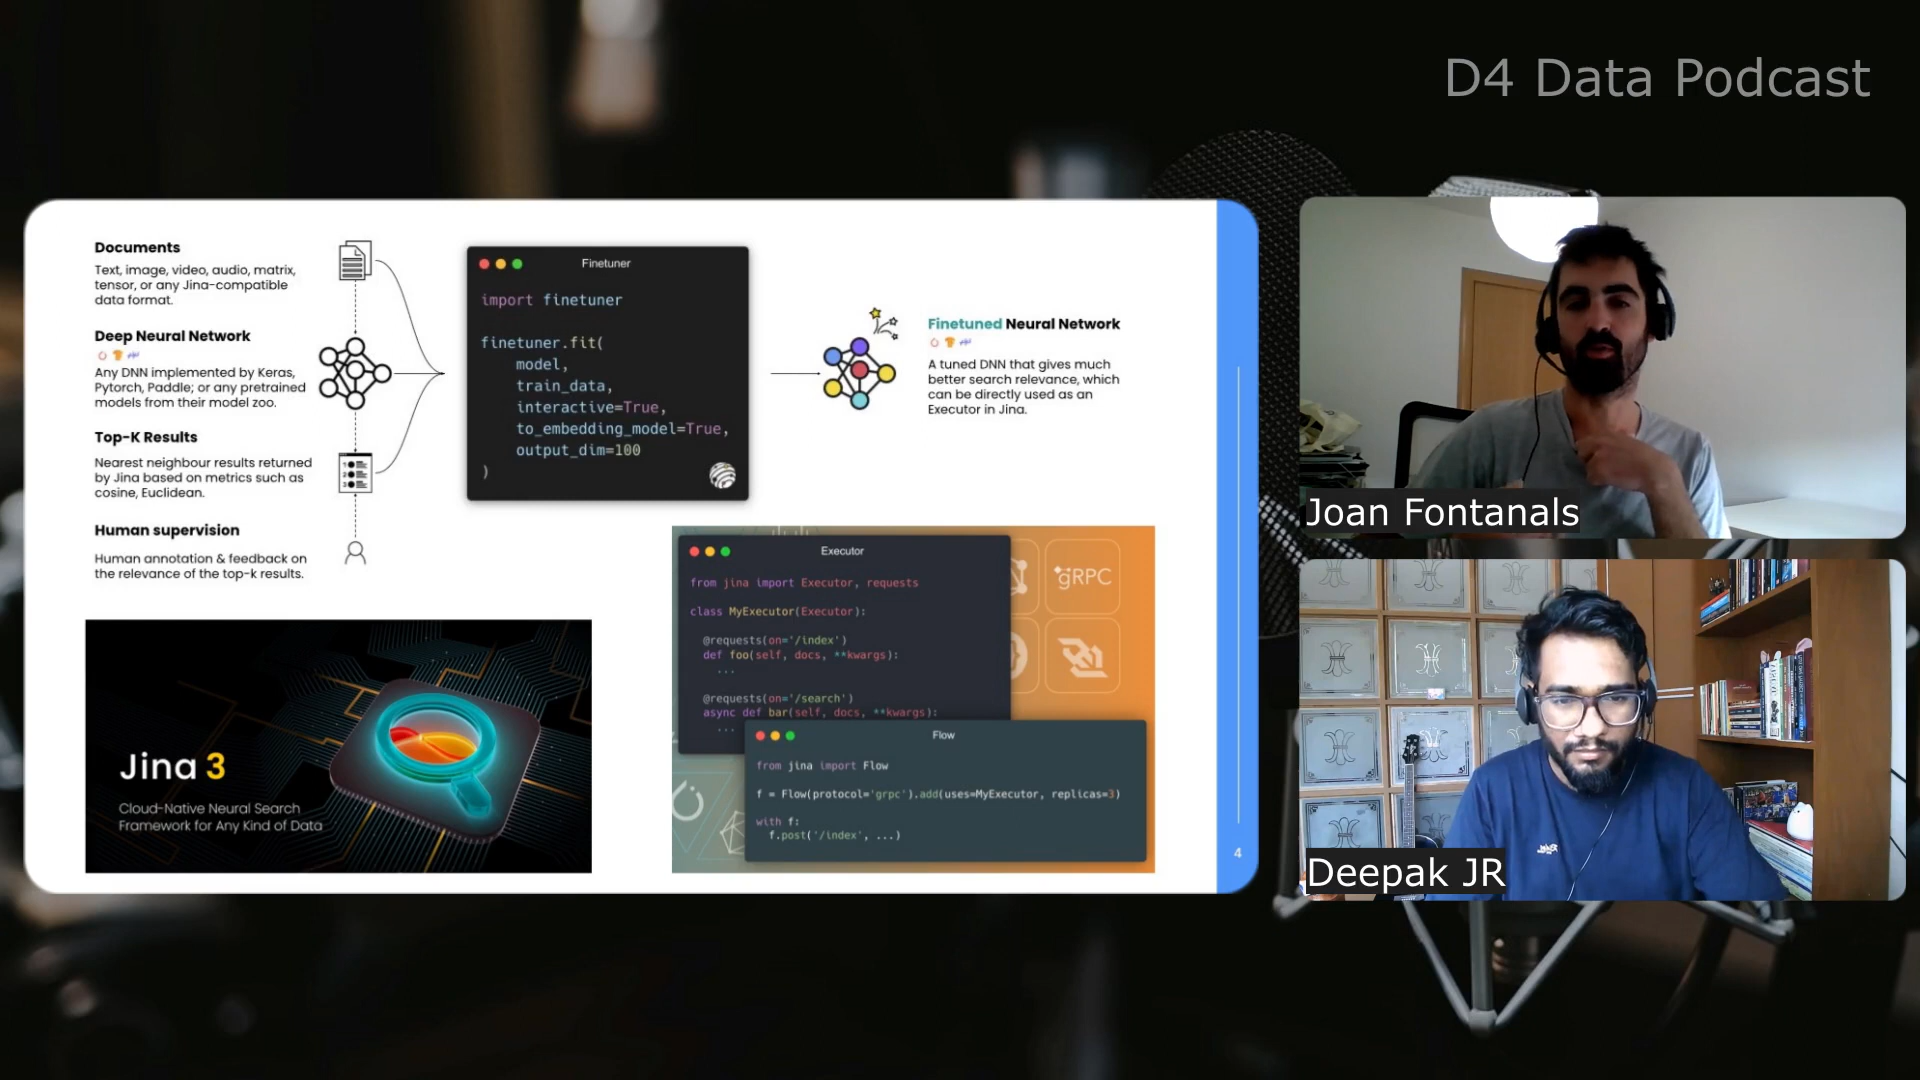 D4 Data Podcast
Documents
Text, image, video, audio, matrix,
tensor, or any Jina-compatible
data format.
Deep Neural Network
Any DNN implemented by Keras,
Pytorch, Paddle; or any pretrained
models from their model zoo.
Top-K Results
Nearest neighbour results returned
by Jina based on metrics such as
cosine, Euclidean.
Human supervision
Human annotation & feedback on
the relevance of the top-k results.
Finetuner
import finetuner
finetuner.fit(
model,
train_data,
interactive=True,
to_embedding_model=True,
output_dim=100
)
Finetuned Neural Network
A tuned DNN that gives much
better search relevance, which
can be directly used as an
Executor in Jina.
Jina 3
Cloud-Native Neural Search
Framework for Any Kind of Data
Executor
from jina import Executor, requests
class MyExecutor(Executor):
@requests(on='/index')
def foo(self, docs, **kwargs):
...
@requests(on='/search')
async def bar(self, docs, **kwargs):
...
gRPC
Flow
from jina import Flow
f = Flow(protocol='grpc').add(uses=MyExecutor, replicas=3)
with f:
f.post('/index', ...)
4
Joan Fontanals
Deepak JR